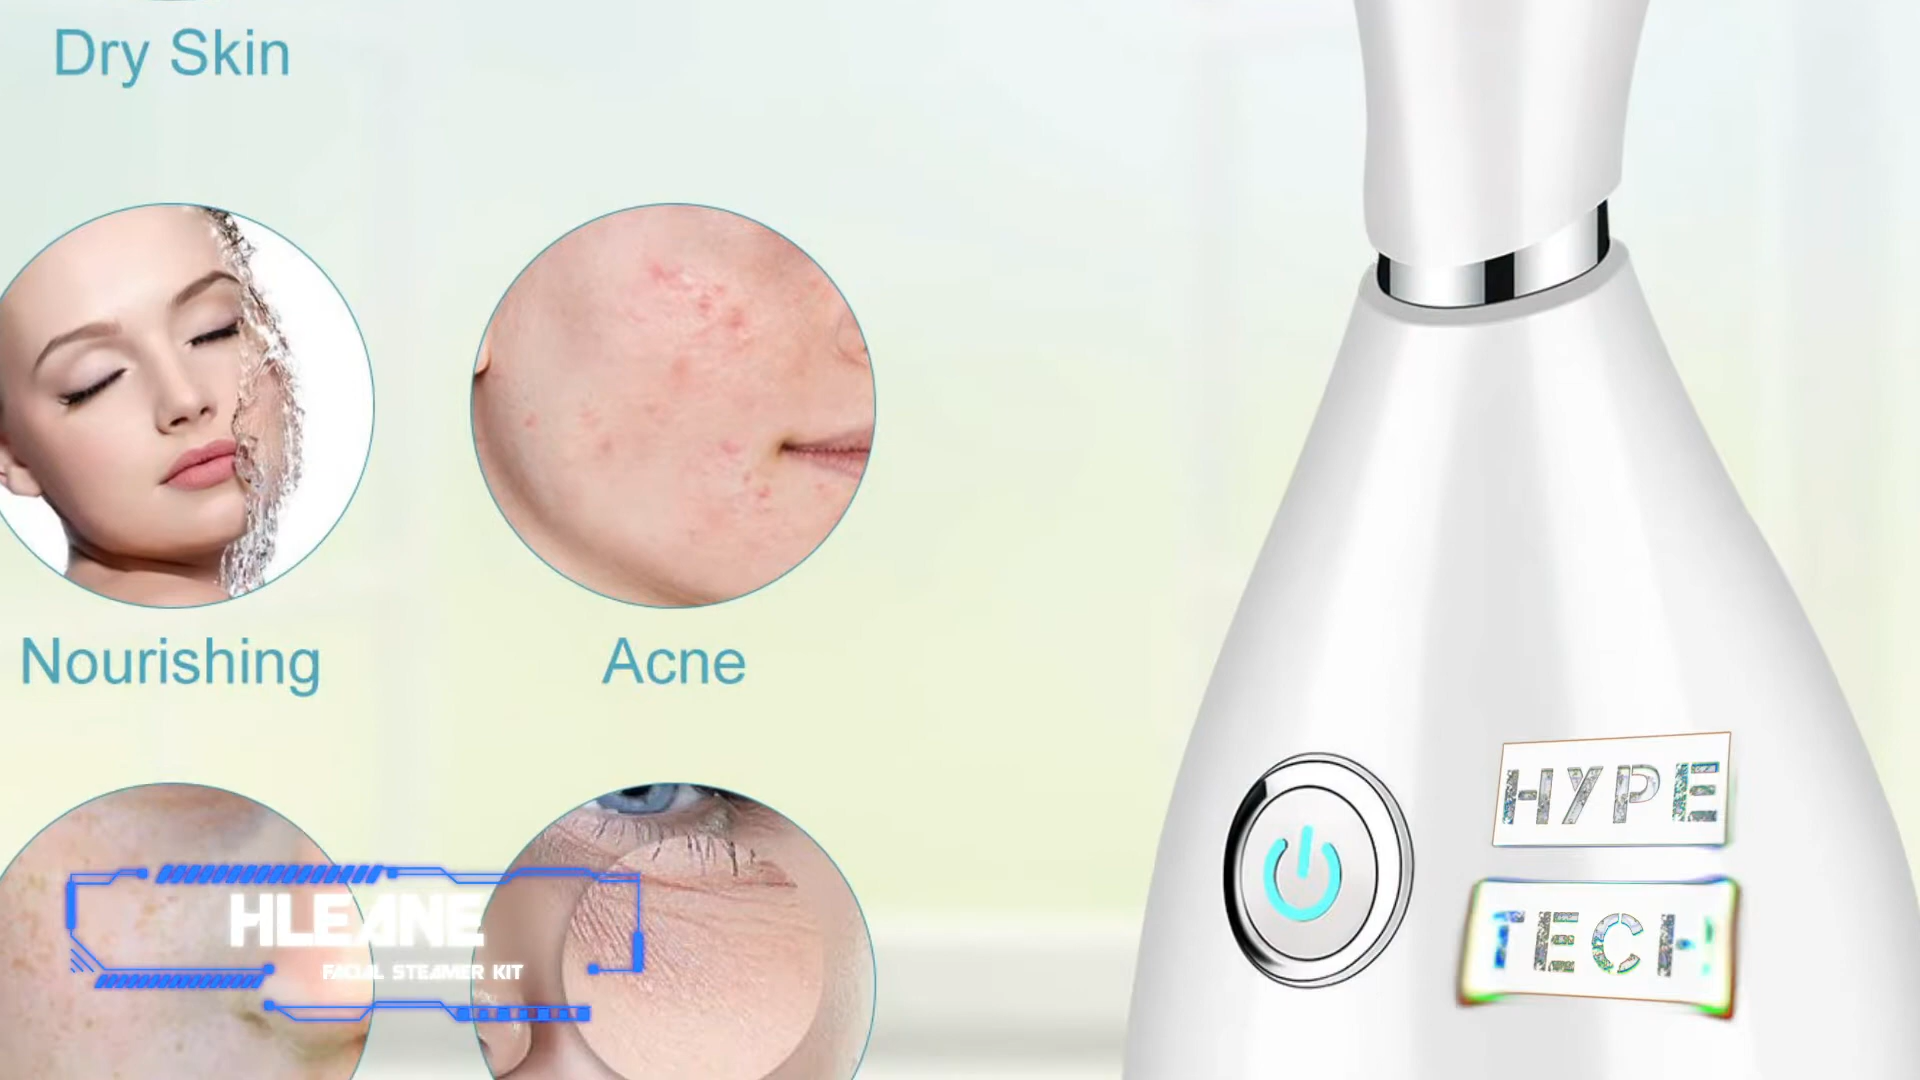 Dry Skin
Nourishing
Acne
HLEANE
FACIAL STEAMER KIT
HYPE
TECH